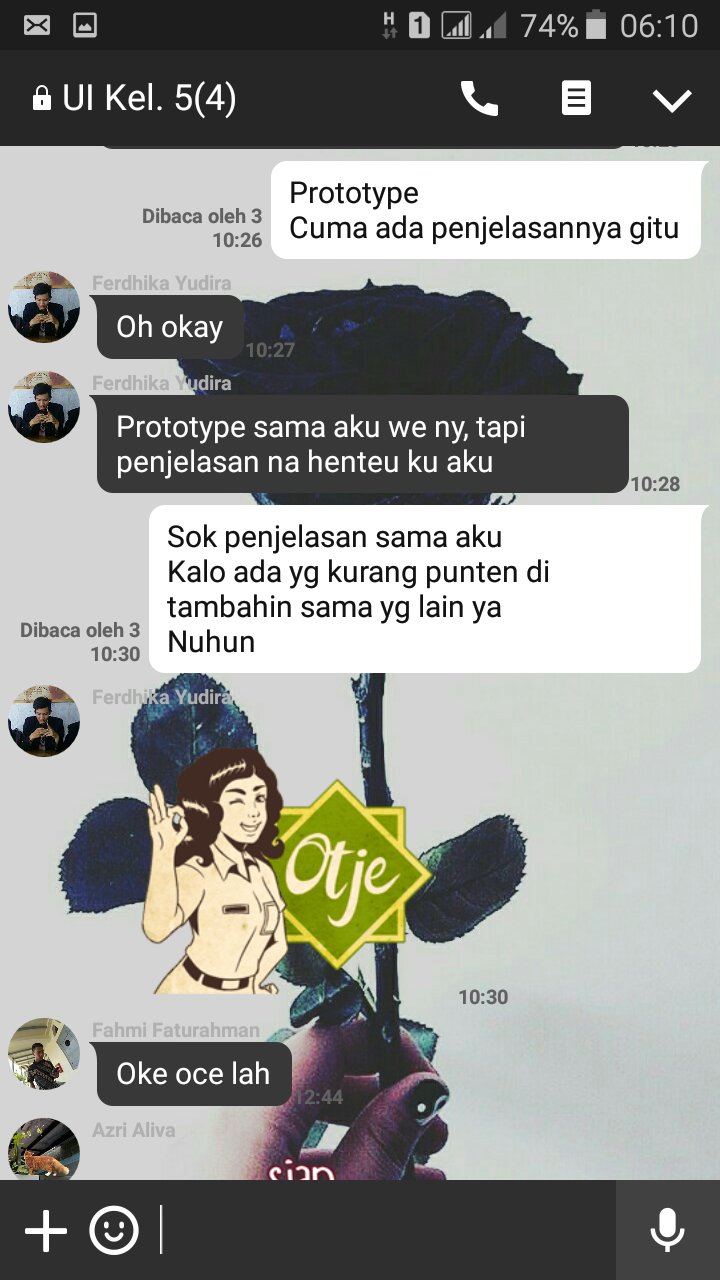 74% 06:10
UI Kel. 5(4)
Prototype
Cuma ada penjelasannya gitu
Dibaca oleh 3
10:26
Ferdhika Yudira
Oh okay
10:27
Ferdhika Yudira
Prototype sama aku we ny, tapi
penjelasan na henteu ku aku
10:28
Sok penjelasan sama aku
Kalo ada yg kurang punten di
tambahin sama yg lain ya
Nuhun
Dibaca oleh 3
10:30
Ferdhika Yudira
Otje
10:30
Fahmi Faturahman
Oke oce lah
12:44
Azri Aliva